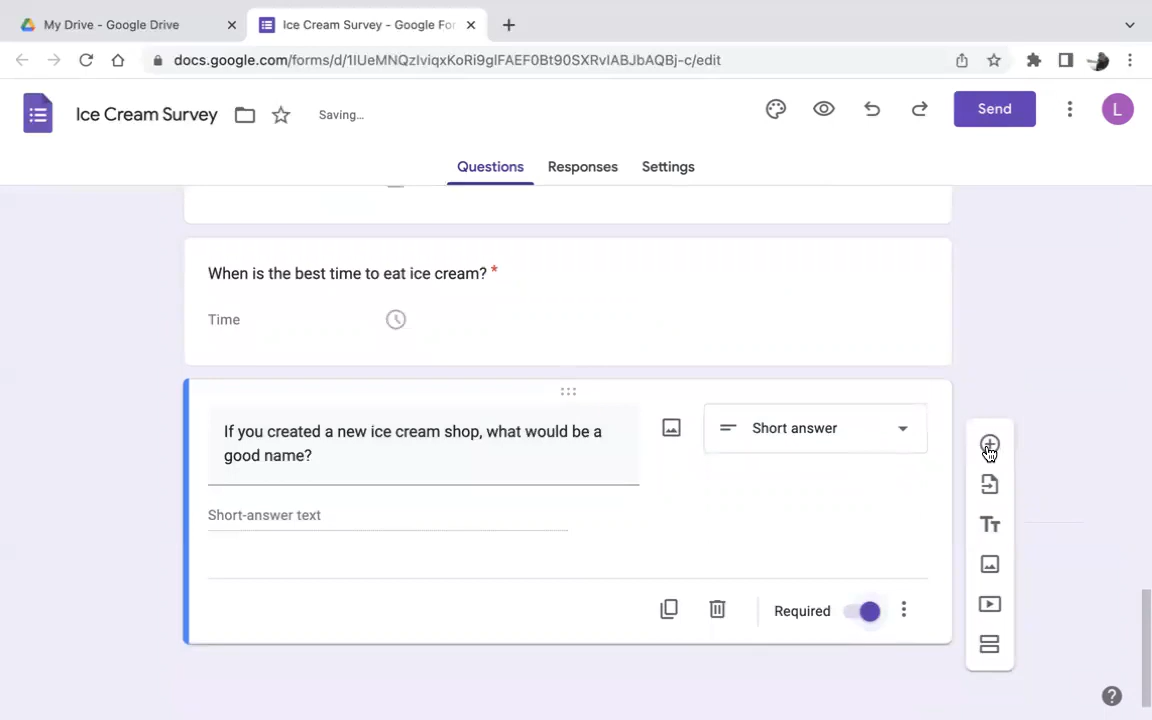 My Drive - Google Drive
Ice Cream Survey - Google For
docs.google.com/forms/d/1IUeMNQzIviqxKoRi9gIFAEF0Bt90SXRvIABJbAQBj-c/edit
Ice Cream Survey
Saving...
Send
L
Questions
Responses
Settings
When is the best time to eat ice cream? *
Time
If you created a new ice cream shop, what would be a
good name?
Short answer
Short-answer text
Tт
Required